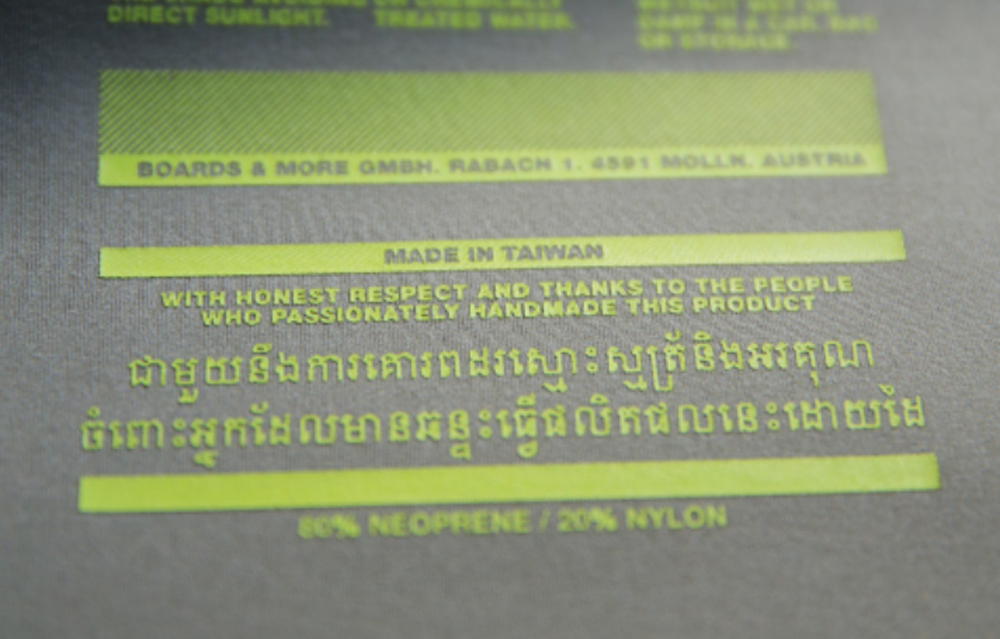 DIRECT SUNLIGHT. TREATED WATER.
OR STORAGE.
BOARDS & MORE GMBH. RABACH 1. 4591 MOLLN. AUSTRIA
MADE IN TAIWAN
WITH HONEST RESPECT AND THANKS TO THE PEOPLE
WHO PASSIONATELY HANDMADE THIS PRODUCT
ជាមួយនឹងការគោរពដរស្មោះស្មត្រ័និងអរគុណ
ចំពោះអ្នកដែលមានឆន្ទះធ្វើផលិតផលនេះដោយដៃ
80% NEOPRENE / 20% NYLON